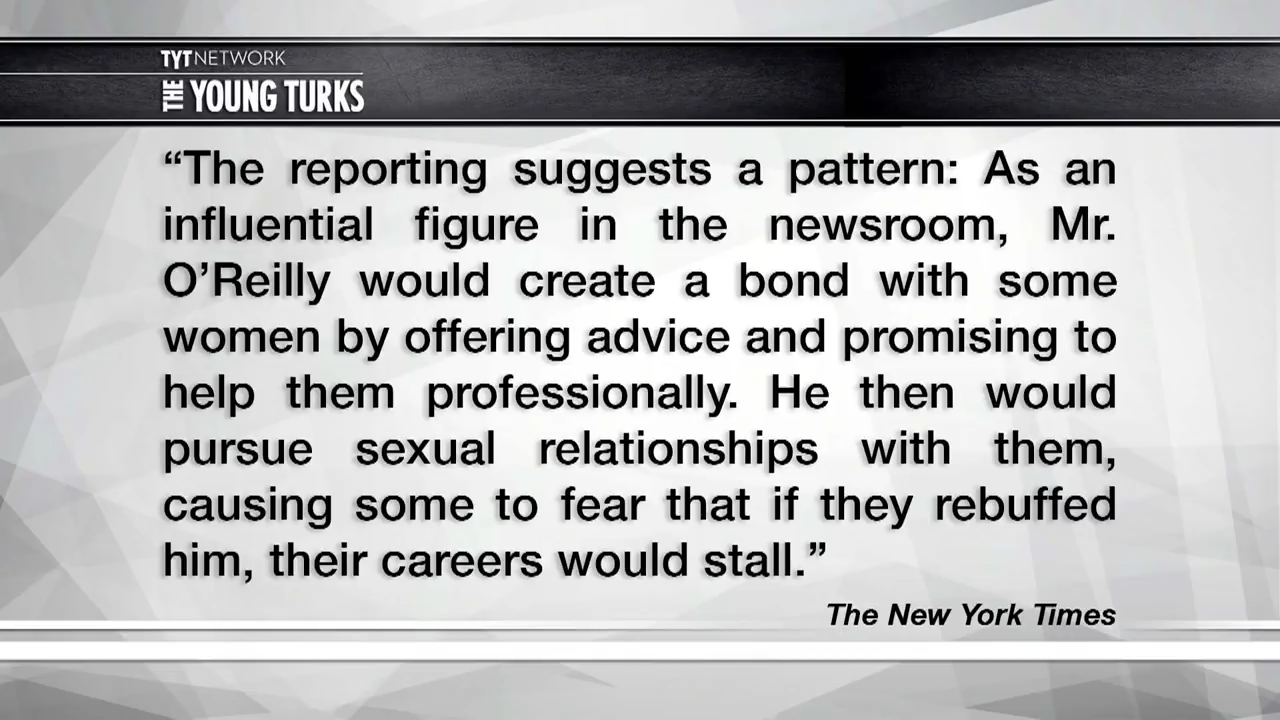 TYT NETWORK
THE YOUNG TURKS
“The reporting suggests a pattern: As an
influential figure in the newsroom, Mr.
O’Reilly would create a bond with some
women by offering advice and promising to
help them professionally. He then would
pursue sexual relationships with them,
causing some to fear that if they rebuffed
him, their careers would stall.”
The New York Times